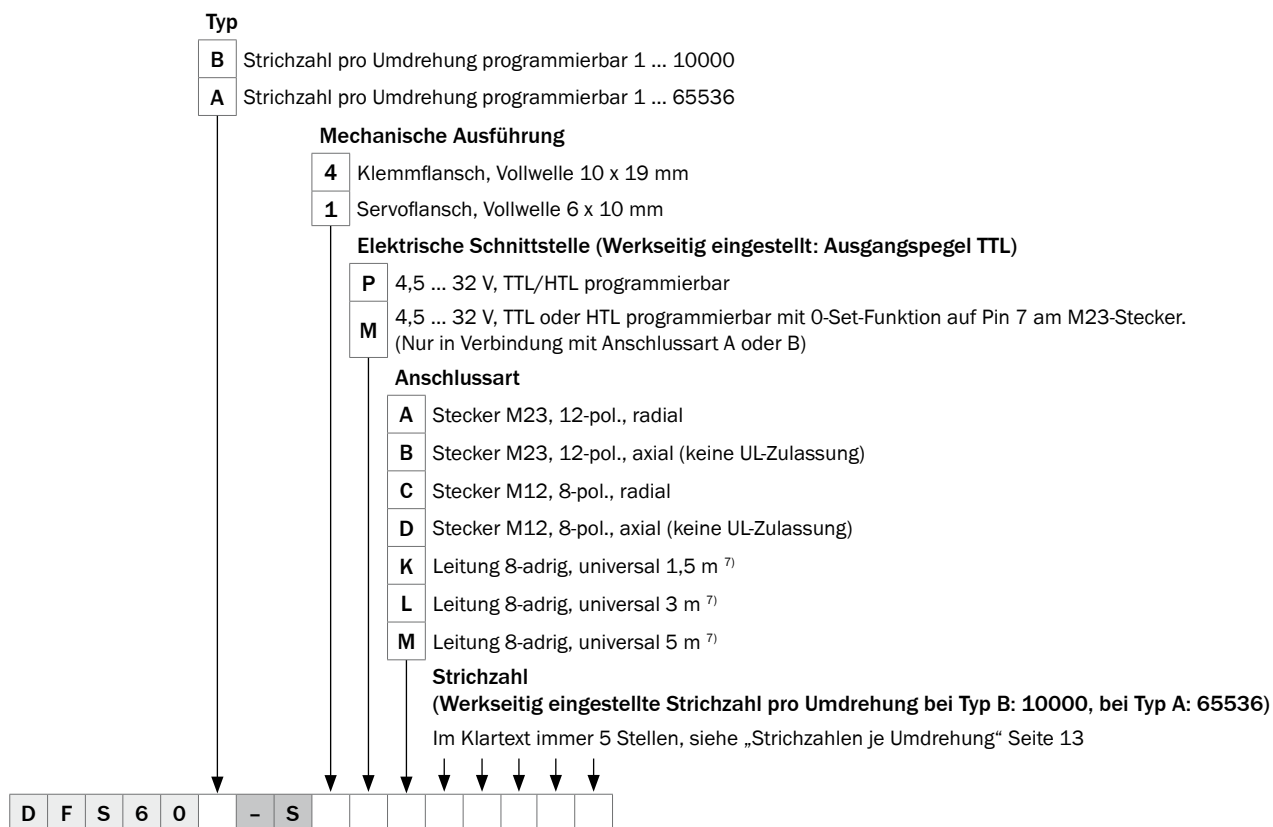 Typ
B Strichzahl pro Umdrehung programmierbar 1 ... 10000
A Strichzahl pro Umdrehung programmierbar 1 ... 65536
Mechanische Ausführung
4 Klemmflansch, Vollwelle 10 x 19 mm
1 Servoflansch, Vollwelle 6 x 10 mm
Elektrische Schnittstelle (Werkseitig eingestellt: Ausgangspegel TTL)
P 4,5 ... 32 V, TTL/HTL programmierbar
M 4,5 ... 32 V, TTL oder HTL programmierbar mit 0-Set-Funktion auf Pin 7 am M23-Stecker.
(Nur in Verbindung mit Anschlussart A oder B)
Anschlussart
A Stecker M23, 12-pol., radial
B Stecker M23, 12-pol., axial (keine UL-Zulassung)
C Stecker M12, 8-pol., radial
D Stecker M12, 8-pol., axial (keine UL-Zulassung)
K Leitung 8-adrig, universal 1,5 m 7)
L Leitung 8-adrig, universal 3 m 7)
M Leitung 8-adrig, universal 5 m 7)
Strichzahl
(Werkseitig eingestellte Strichzahl pro Umdrehung bei Typ B: 10000, bei Typ A: 65536)
Im Klartext immer 5 Stellen, siehe „Strichzahlen je Umdrehung“ Seite 13
D F S 6 0 – S